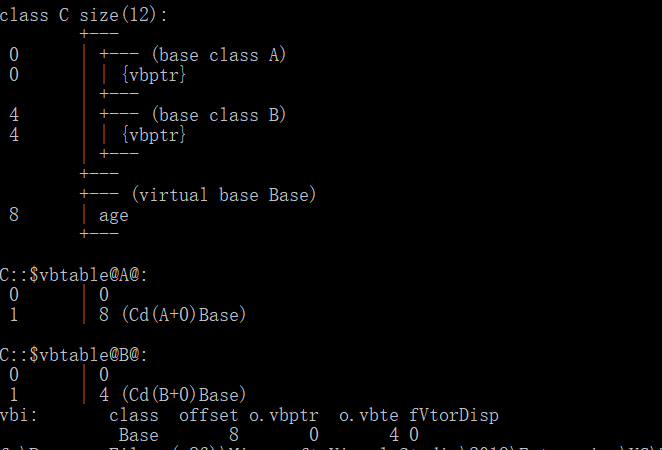 class C size(12):
        +---
 0      | +--- (base class A)
 0      | | {vbptr}
        | +---
 4      | +--- (base class B)
 4      | | {vbptr}
        | +---
        +---
        +--- (virtual base Base)
 8      | age
        +---
C::$vbtable@A@:
 0      | 0
 1      | 8 (Cd(A+0)Base)
C::$vbtable@B@:
 0      | 0
 1      | 4 (Cd(B+0)Base)
vbi:       class  offset o.vbptr  o.vbte fVtorDisp
            Base       8       0       4 0